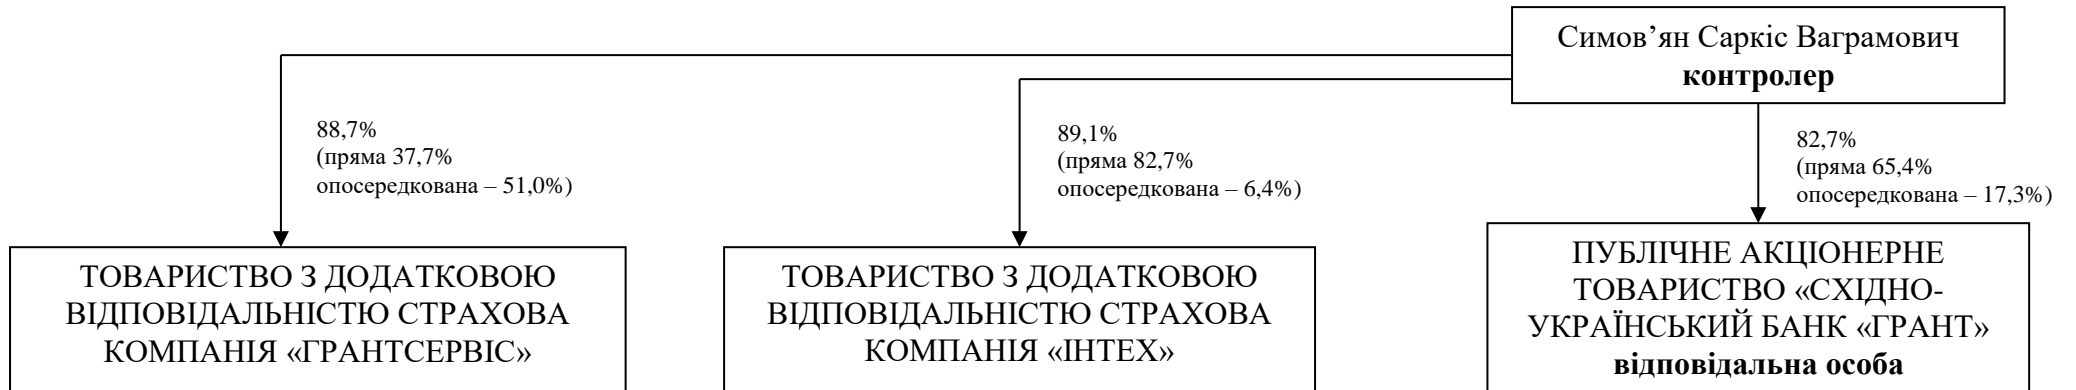 Симов’ян Саркіс Ваграмович
контролер
88,7%
(пряма 37,7%
опосередкована – 51,0%)
89,1%
(пряма 82,7%
опосередкована – 6,4%)
82,7%
(пряма 65,4%
опосередкована – 17,3%)
ТОВАРИСТВО З ДОДАТКОВОЮ
ВІДПОВІДАЛЬНІСТЮ СТРАХОВА
КОМПАНІЯ «ГРАНТСЕРВІС»
ТОВАРИСТВО З ДОДАТКОВОЮ
ВІДПОВІДАЛЬНІСТЮ СТРАХОВА
КОМПАНІЯ «ІНТЕХ»
ПУБЛІЧНЕ АКЦІОНЕРНЕ
ТОВАРИСТВО «СХІДНО-
УКРАЇНСЬКИЙ БАНК «ГРАНТ»
відповідальна особа